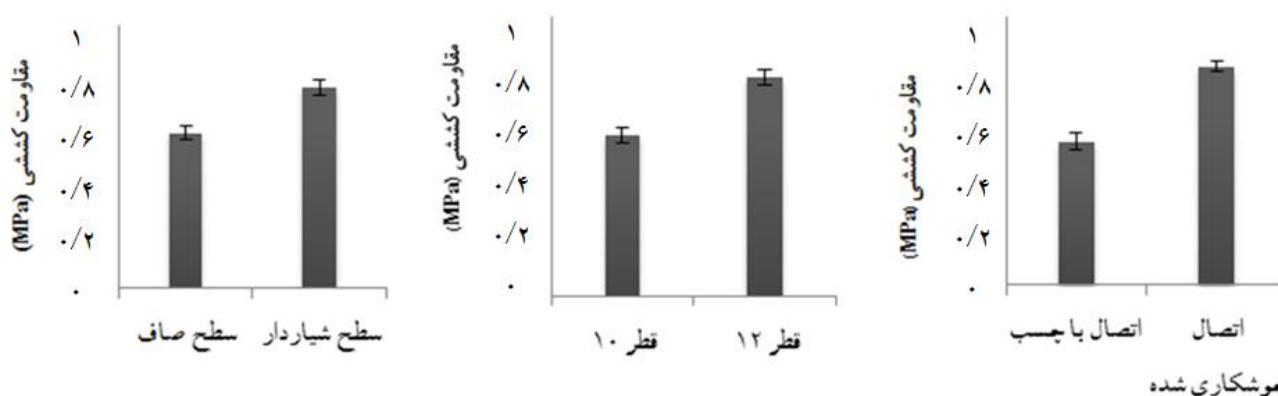 مقاومت کششی (MPa)
۱
۰/۸
۰/۶
۰/۴
۰/۲
۰
سطح صاف
سطح شیاردار
مقاومت کششی (MPa)
۱
۰/۸
۰/۶
۰/۴
۰/۲
۰
قطر ۱۰
قطر ۱۲
مقاومت کششی (MPa)
۱
۰/۸
۰/۶
۰/۴
۰/۲
۰
اتصال با چسب
اتصال
موشکاری شده